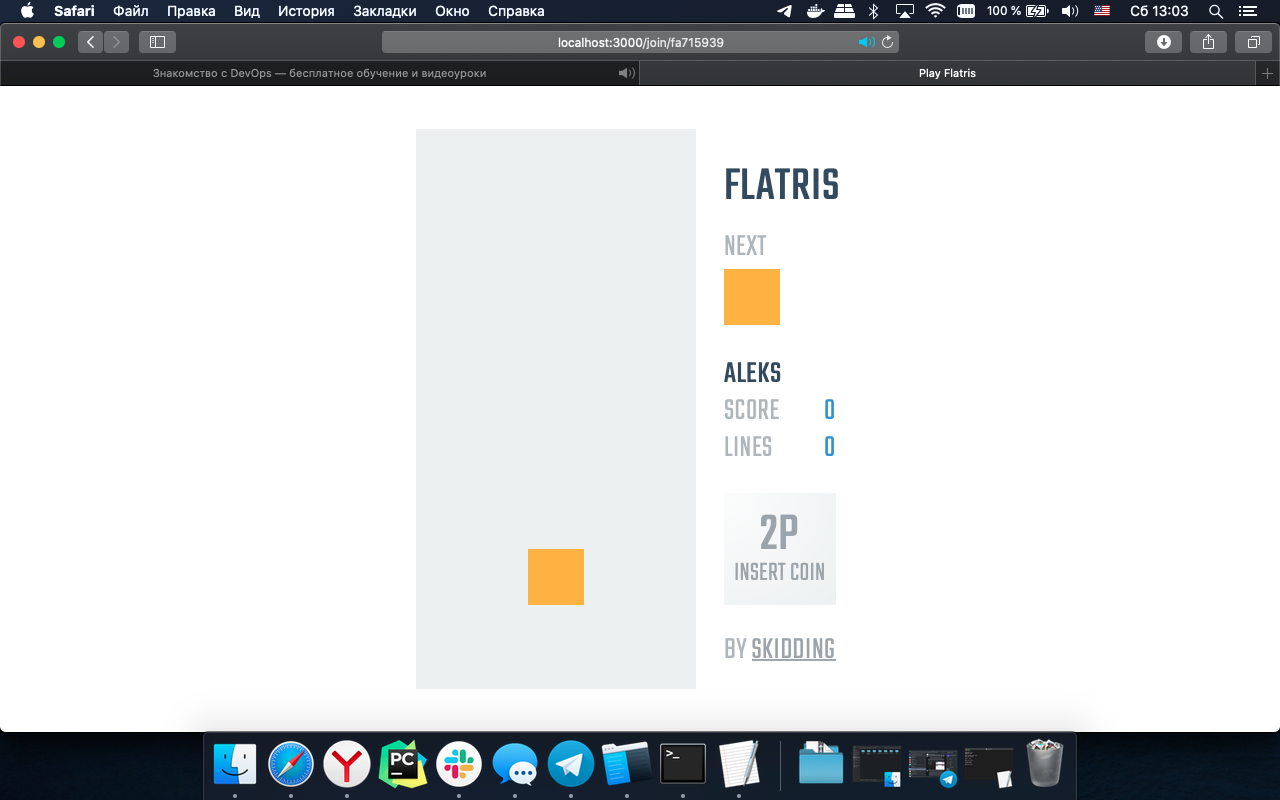 Safari Файл Правка Вид История Закладки Окно Справка 100 % Сб 13:03
localhost:3000/join/fa715939
Знакомство с DevOps — бесплатное обучение и видеоуроки Play Flatris
FLATRIS
NEXT
ALEKS
SCORE 0
LINES 0
2P
INSERT COIN
BY SKIDDING
PC
>_